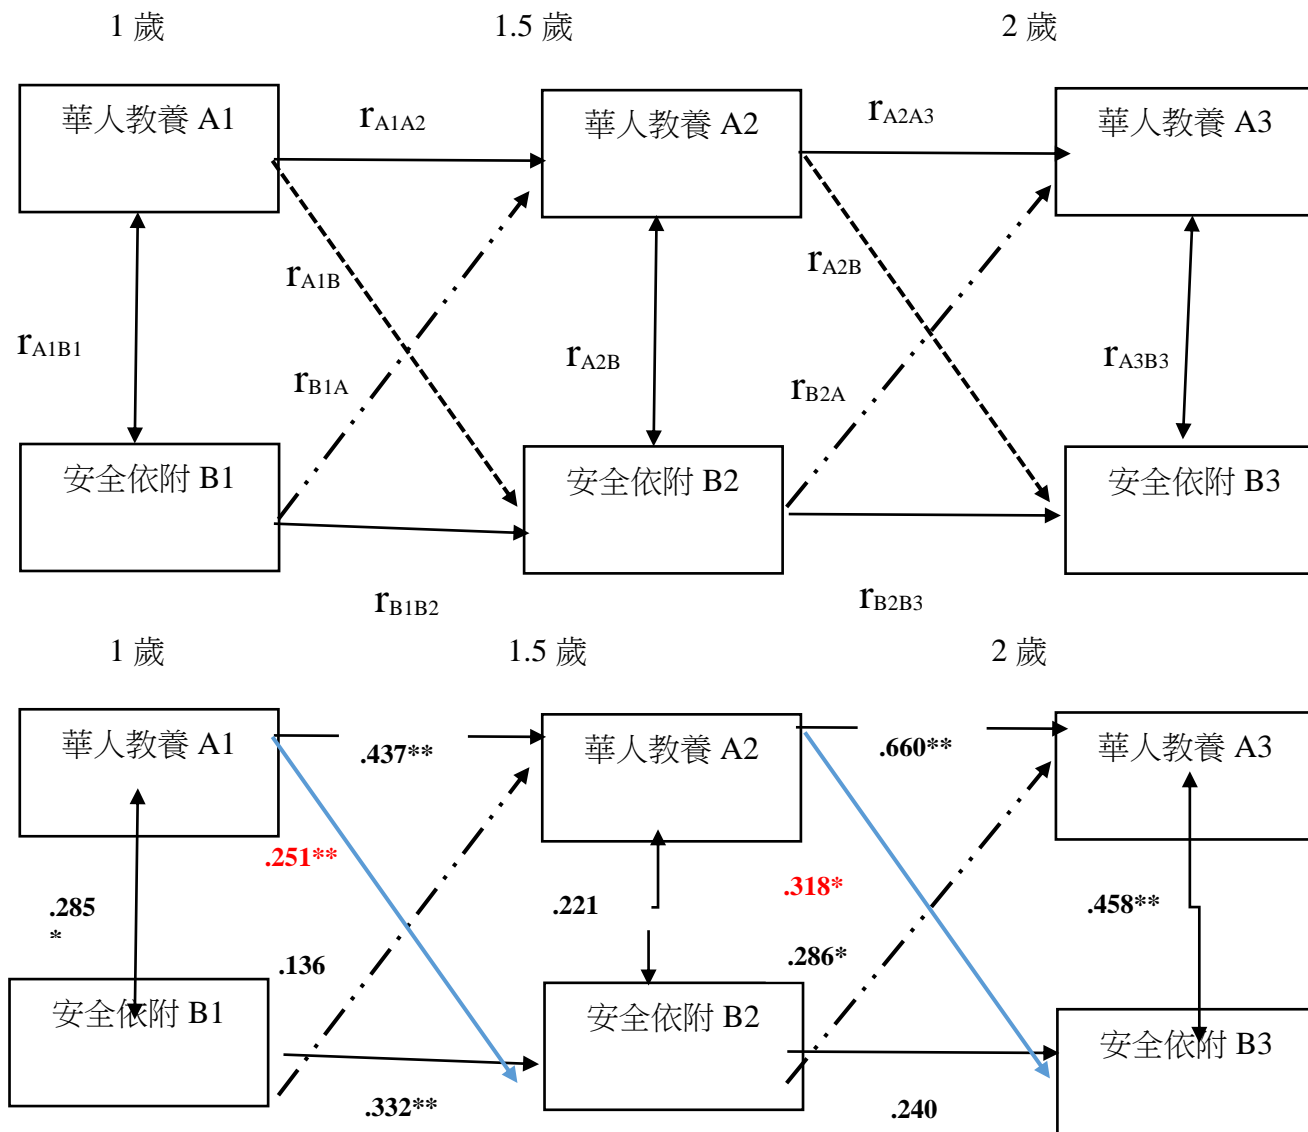 1 歲
1.5 歲
2 歲
華人教養 A1
rA1A2
華人教養 A2
rA2A3
華人教養 A3
rA1B
rA2B
rA1B1
rB1A
rA2B
rB2A
rA3B3
安全依附 B1
安全依附 B2
安全依附 B3
rB1B2
rB2B3
1 歲
1.5 歲
2 歲
華人教養 A1
.437**
華人教養 A2
.660**
華人教養 A3
.251**
.318*
.285
*
.221
.458**
.136
.286*
安全依附 B1
安全依附 B2
安全依附 B3
.332**
.240